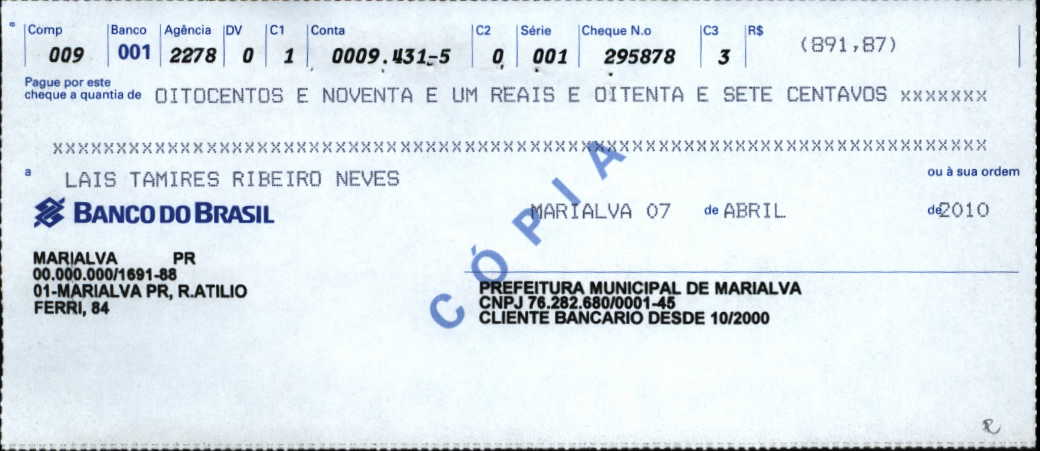 Comp Banco Agência DV C1 Conta C2 Série Cheque N.o C3 R$
009 001 2278 0 1 0009.431-5 0 001 295878 3 (891,87)
Pague por este
cheque a quantia de OITOCENTOS E NOVENTA E UM REAIS E OITENTA E SETE CENTAVOS xxxxxxx
xxxxxxxxxxxxxxxxxxxxxxxxxxxxxxxxxxxxxxxxxxxxxxxxxxxxxxxxxxxxxxxxxxxxxxxxxxx
a LAIS TAMIRES RIBEIRO NEVES ou à sua ordem
BANCO DO BRASIL MARIALVA 07 de ABRIL de 2010
CÓPIA
MARIALVA PR
00.000.000/1691-88
01-MARIALVA PR, R.ATILIO
FERRI, 84
PREFEITURA MUNICIPAL DE MARIALVA
CNPJ 76.282.680/0001-45
CLIENTE BANCARIO DESDE 10/2000